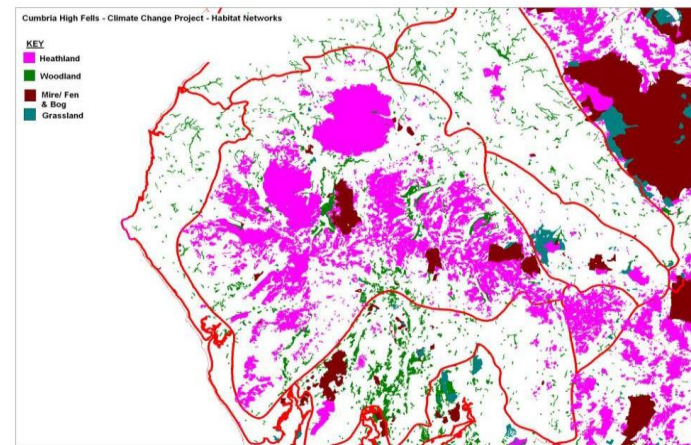 Cumbria High Fells - Climate Change Project - Habitat Networks
KEY
Heathland
Woodland
Mire/ Fen
& Bog
Grassland